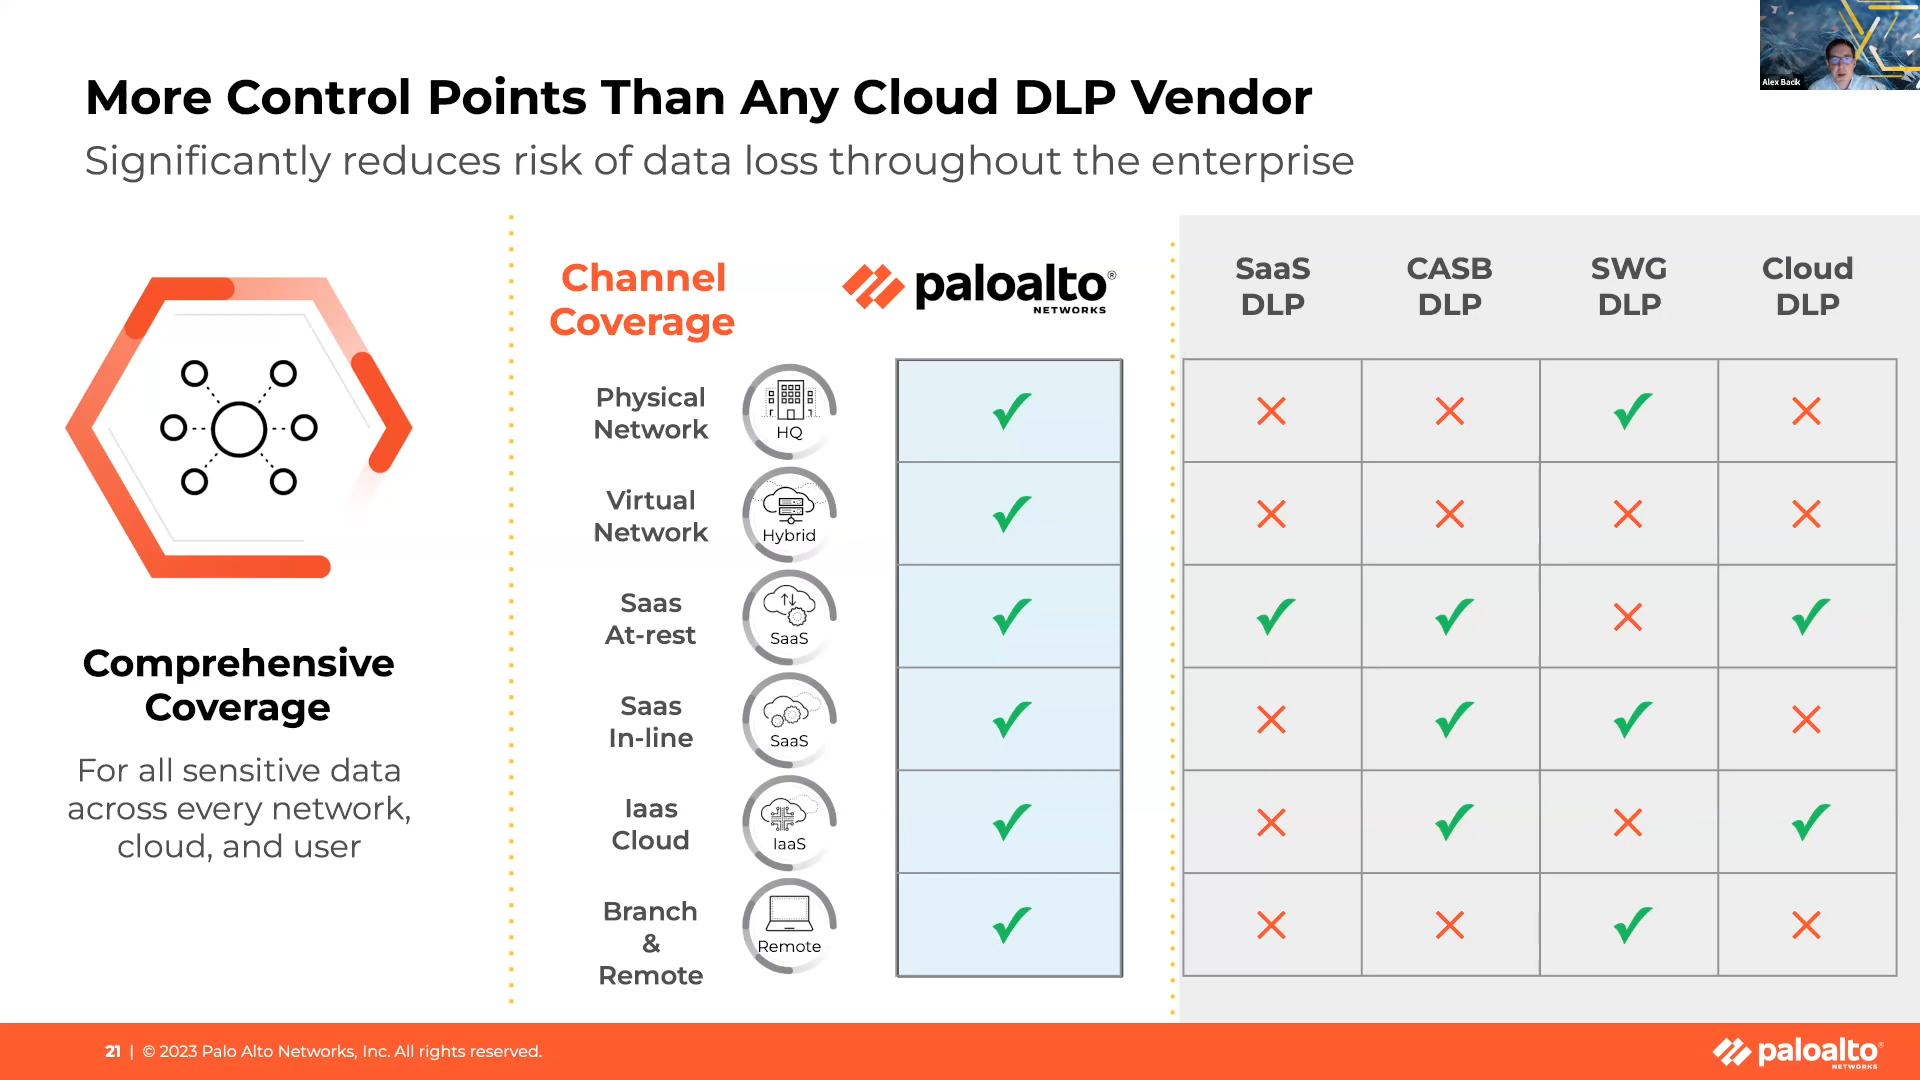 More Control Points Than Any Cloud DLP Vendor
Significantly reduces risk of data loss throughout the enterprise
Alex Bacik
Comprehensive
Coverage
For all sensitive data
across every network,
cloud, and user
Channel
Coverage
paloalto®
NETWORKS
SaaS
DLP
CASB
DLP
SWG
DLP
Cloud
DLP
Physical
Network
HQ
Virtual
Network
Hybrid
Saas
At-rest
SaaS
Saas
In-line
SaaS
Iaas
Cloud
IaaS
Branch
&
Remote
Remote
21 | © 2023 Palo Alto Networks, Inc. All rights reserved.
paloalto®
NETWORKS